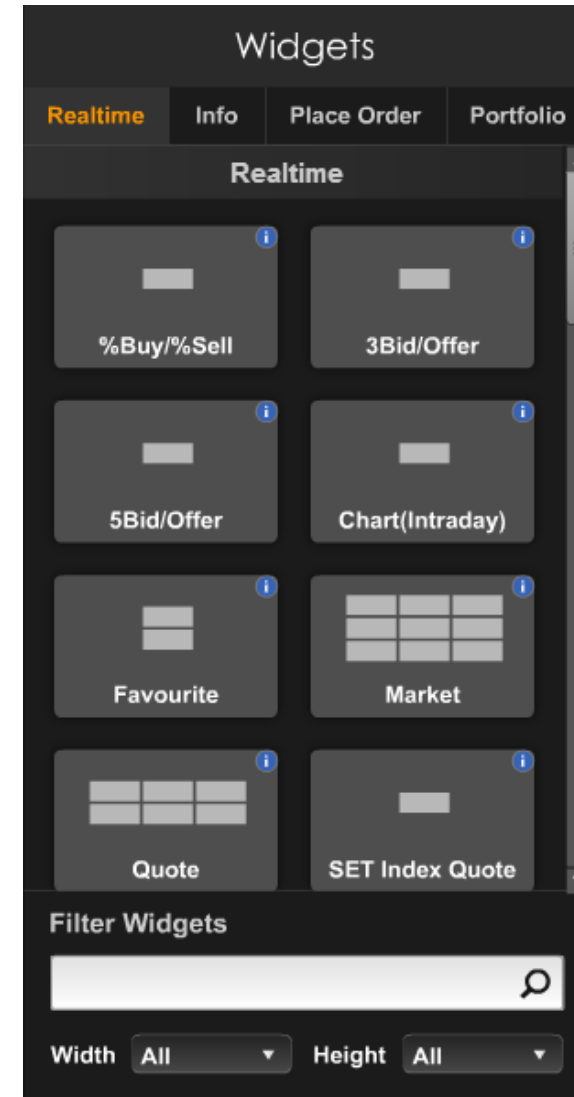 Widgets
Realtime Info Place Order Portfolio
Realtime
%Buy/%Sell 3Bid/Offer
5Bid/Offer Chart(Intraday)
Favourite Market
Quote SET Index Quote
Filter Widgets
Width All Height All